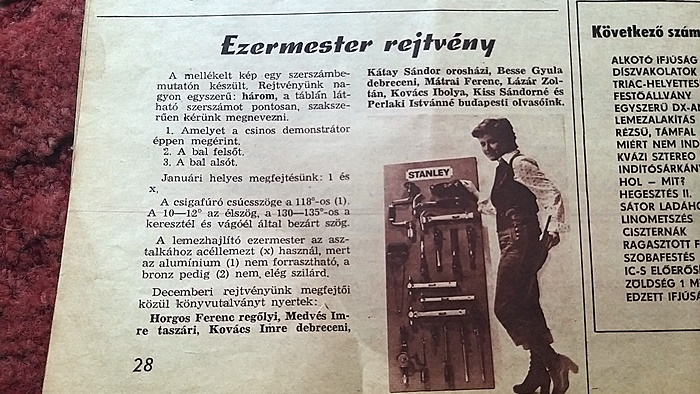 Ezermester rejtvény
A mellékelt kép egy szerszámbe-
mutatón készült. Rejtvényünk na-
gyon egyszerű: három, a táblán lát-
ható szerszámot pontosan, szaksze-
rűen kérünk megnevezni.
1. Amelyet a csinos demonstrátor
éppen megérint.
2. A bal felsőt.
3. A bal alsót.
Januári helyes megfejtésünk: 1 és
x,
A csigafúró csúcsszöge a 118°-os (1).
A 10—12° az élszög, a 130—135°-os a
keresztél és vágóél által bezárt szög.
A lemezhajlító ezermester az asz-
talkához acéllemezt (x) használ, mert
az alumínium (1) nem forrasztható, a
bronz pedig (2) nem elég szilárd.
Decemberi rejtvényünk megfejtői
közül könyvutalványt nyertek:
Horgos Ferenc regőlyi, Medvés Im-
re taszári, Kovács Imre debreceni,
28
Kátay Sándor orosházi, Besse Gyula
debreceni, Mátrai Ferenc, Lázár Zol-
tán, Kovács Ibolya, Kiss Sándorné és
Perlaki Istvánné budapesti olvasóink.
STANLEY
Következő szám
ALKOTÓ IFJÚSÁG
DÍSZVAKOLATOK
TRIAC-HELYETTES
FESTŐÁLLVÁNY
EGYSZERŰ DX-A
LEMEZALAKÍTÁS
RÉZSŰ, TÁMFAL
MIÉRT NEM IND
KVÁZI SZTEREO
INDÍTÓSÁRKÁN
HOL — MIT?
HEGESZTÉS II.
SÁTOR LADÁHO
LINOMETSZÉS
CISZTERNÁK
RAGASZTOTT F
SZOBAFESTÉS
IC-S ELŐERŐS
ZÖLDSÉG 1 M
EDZETT IFJÚSÁ